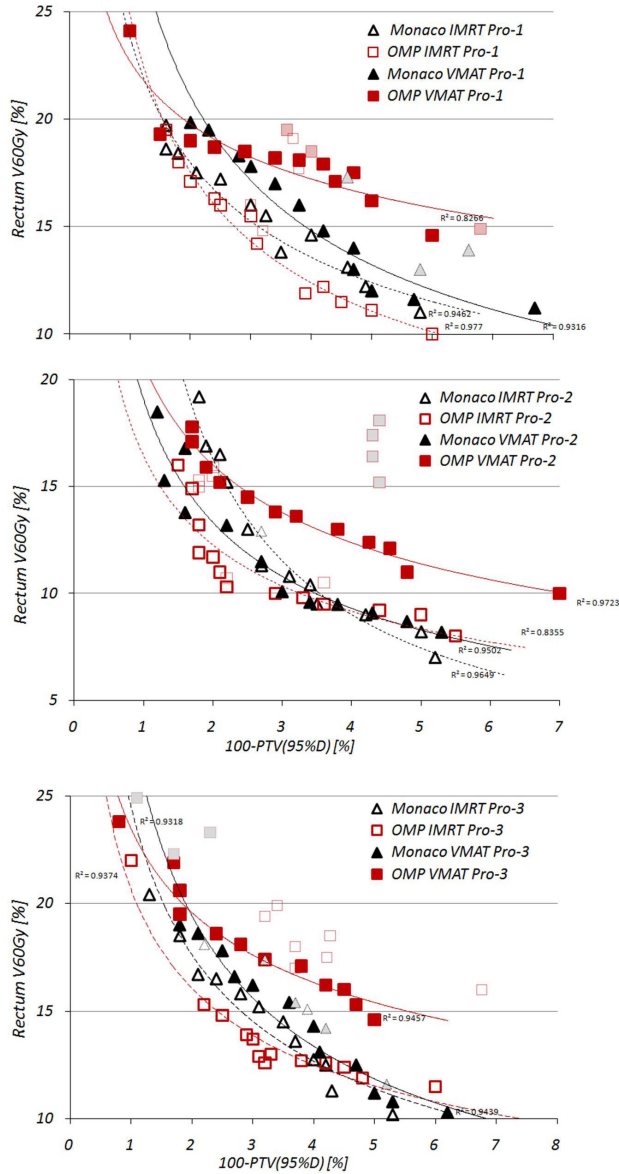 25
Rectum V60Gy [%]
20
15
10
Monaco IMRT Pro-1
OMP IMRT Pro-1
Monaco VMAT Pro-1
OMP VMAT Pro-1
R² = 0.8266
R² = 0.9462
R² = 0.977
R² = 0.9316
20
Rectum V60Gy [%]
15
10
5
Monaco IMRT Pro-2
OMP IMRT Pro-2
Monaco VMAT Pro-2
OMP VMAT Pro-2
R² = 0.9723
R² = 0.8355
R² = 0.9502
R² = 0.9649
0 1 2 3 4 5 6 7
100-PTV(95%D) [%]
25
Rectum V60Gy [%]
20
15
10
Monaco IMRT Pro-3
OMP IMRT Pro-3
Monaco VMAT Pro-3
OMP VMAT Pro-3
R² = 0.9318
R² = 0.9374
R² = 0.9457
R² = 0.9439
0 1 2 3 4 5 6 7 8
100-PTV(95%D) [%]